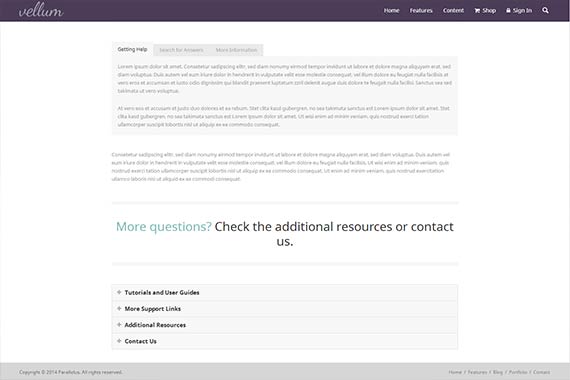 vellum
Home Features Content Shop Sign In
Getting Help Search for Answers More Information
Lorem ipsum dolor sit amet. Consetetur sadipscing elitr, sed diam nonumy eirmod tempor invidunt ut labore et dolore magna aliquyam erat, sed
diam voluptua. Duis autem vel eum iriure dolor in hendrerit in vulputate velit esse molestie consequat, vel illum dolore eu feugiat nulla facilisis at
vero eros et accumsan et iusto odio dignissim qui blandit praesent luptatum zzril delenit augue duis dolore te feugait nulla facilisi. Sanctus sea sed
takimata ut vero voluptua.
At vero eos et accusam et justo duo dolores et ea rebum. Stet clita kasd gubergren, no sea takimata sanctus est Lorem ipsum dolor sit amet. Stet
clita kasd gubergren, no sea takimata sanctus est Lorem ipsum dolor sit amet. Ut wisi enim ad minim veniam, quis nostrud exerci tation
ullamcorper suscipit lobortis nisl ut aliquip ex ea commodo consequat.
Consetetur sadipscing elitr, sed diam nonumy eirmod tempor invidunt ut labore et dolore magna aliquyam erat, sed diam voluptua. Duis autem vel
eum iriure dolor in hendrerit in vulputate velit esse molestie consequat, vel illum dolore eu feugiat nulla facilisis. Ut wisi enim ad minim veniam, quis
nostrud exerci tation ullamcorper suscipit lobortis nisl ut aliquip ex ea commodo consequat. Ut wisi enim ad minim veniam, quis nostrud exerci tation
ullamco laboris nisi ut aliquid ex ea commodo consequat.
More questions? Check the additional resources or contact
us.
Tutorials and User Guides
More Support Links
Additional Resources
Contact Us
Copyright © 2014 Parallelus. All rights reserved. Home / Features / Blog / Portfolio / Contact